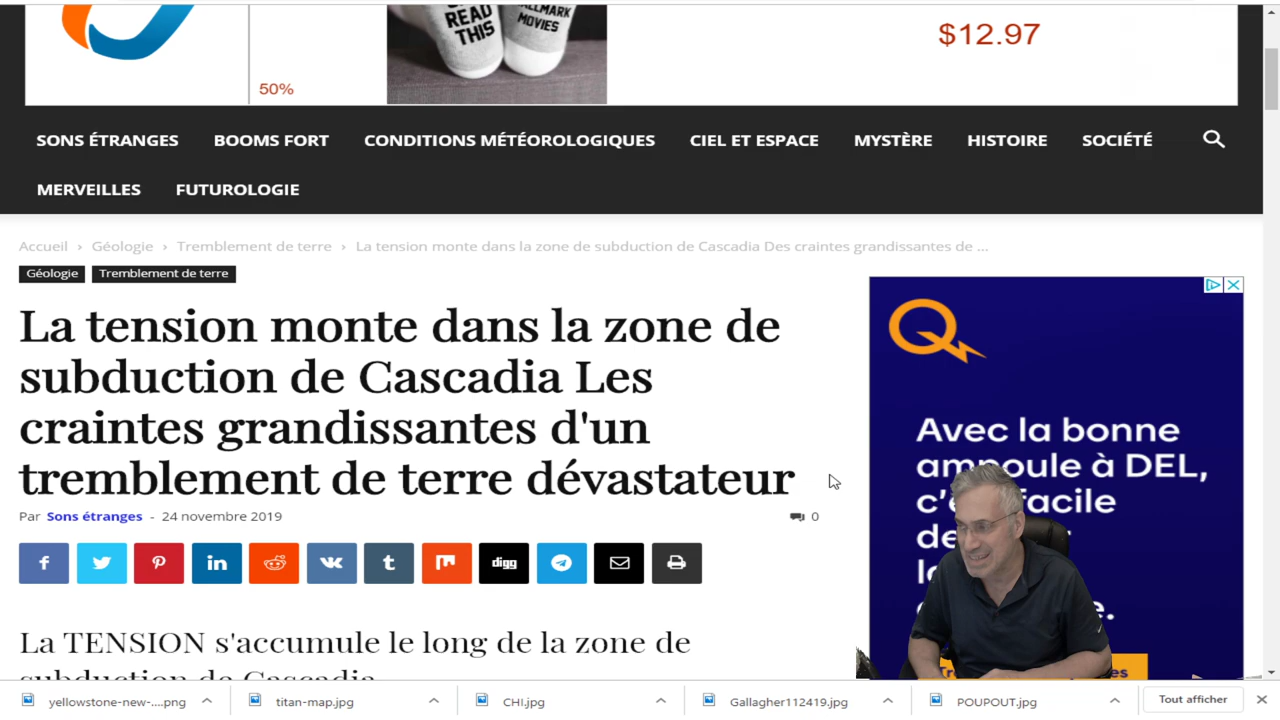 READ
THIS
HALLMARK
MOVIES
$12.97
50%
SONS ÉTRANGES BOOMS FORT CONDITIONS MÉTÉOROLOGIQUES CIEL ET ESPACE MYSTÈRE HISTOIRE SOCIÉTÉ
MERVEILLES FUTUROLOGIE
Accueil › Géologie › Tremblement de terre › La tension monte dans la zone de subduction de Cascadia Des craintes grandissantes de ...
Géologie Tremblement de terre
La tension monte dans la zone de
subduction de Cascadia Les
craintes grandissantes d'un
tremblement de terre dévastateur
Par Sons étranges - 24 novembre 2019
0
digg
La TENSION s'accumule le long de la zone de
subduction de Cascadia
Avec la bonne
ampoule à DEL,
facile
yellowstone-new-....png
titan-map.jpg
CHI.jpg
Gallagher112419.jpg
POUPOUT.jpg
Tout afficher